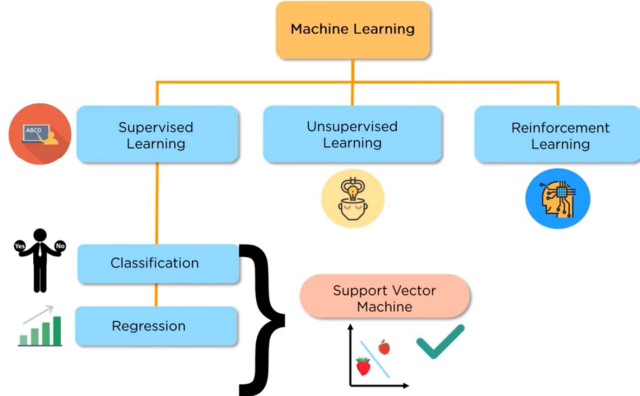 Machine Learning
Supervised
Learning
Unsupervised
Learning
Reinforcement
Learning
ABCD
Yes
No
Classification
Regression
Support Vector
Machine